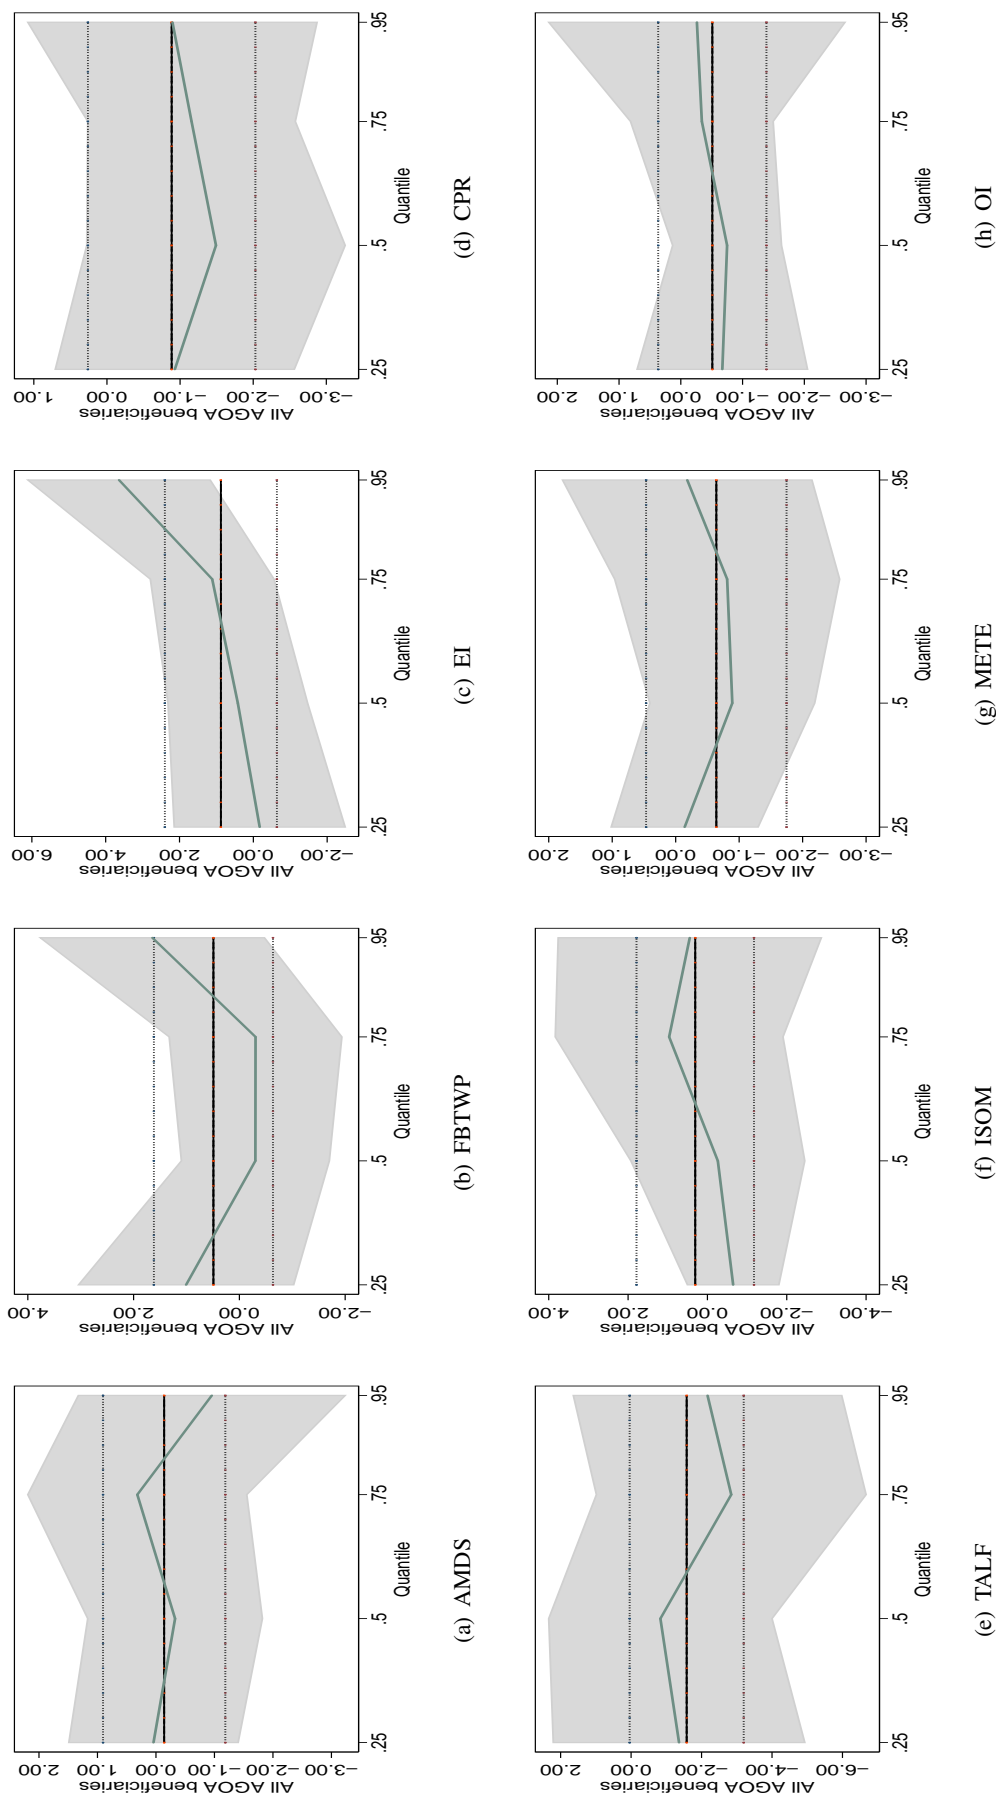 All AGOA beneficiaries
2.00
1.00
0.00
−1.00
−2.00
−3.00
.25 .5 .75 .95
Quantile
(a) AMDS
All AGOA beneficiaries
4.00
2.00
0.00
−2.00
.25 .5 .75 .95
Quantile
(b) FBTWP
All AGOA beneficiaries
6.00
4.00
2.00
0.00
−2.00
.25 .5 .75 .95
Quantile
(c) EI
All AGOA beneficiaries
1.00
0.00
−1.00
−2.00
−3.00
.25 .5 .75 .95
Quantile
(d) CPR
All AGOA beneficiaries
2.00
0.00
−2.00
−4.00
−6.00
.25 .5 .75 .95
Quantile
(e) TALF
All AGOA beneficiaries
4.00
2.00
0.00
−2.00
−4.00
.25 .5 .75 .95
Quantile
(f) ISOM
All AGOA beneficiaries
2.00
1.00
0.00
−1.00
−2.00
−3.00
.25 .5 .75 .95
Quantile
(g) METE
All AGOA beneficiaries
2.00
1.00
0.00
−1.00
−2.00
−3.00
.25 .5 .75 .95
Quantile
(h) OI